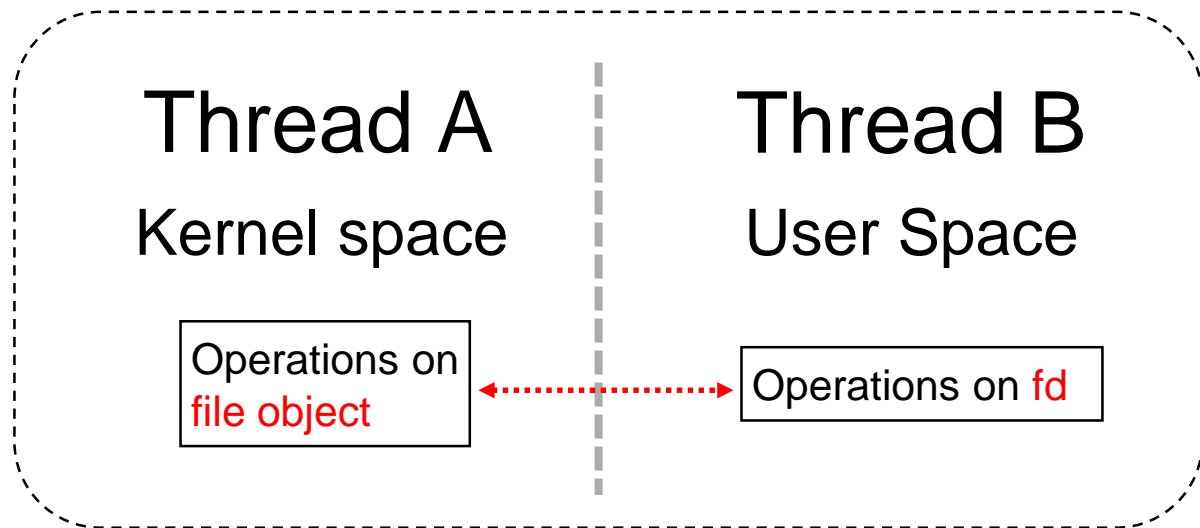 Thread A
Kernel space
Operations on
file object
Thread B
User Space
Operations on fd